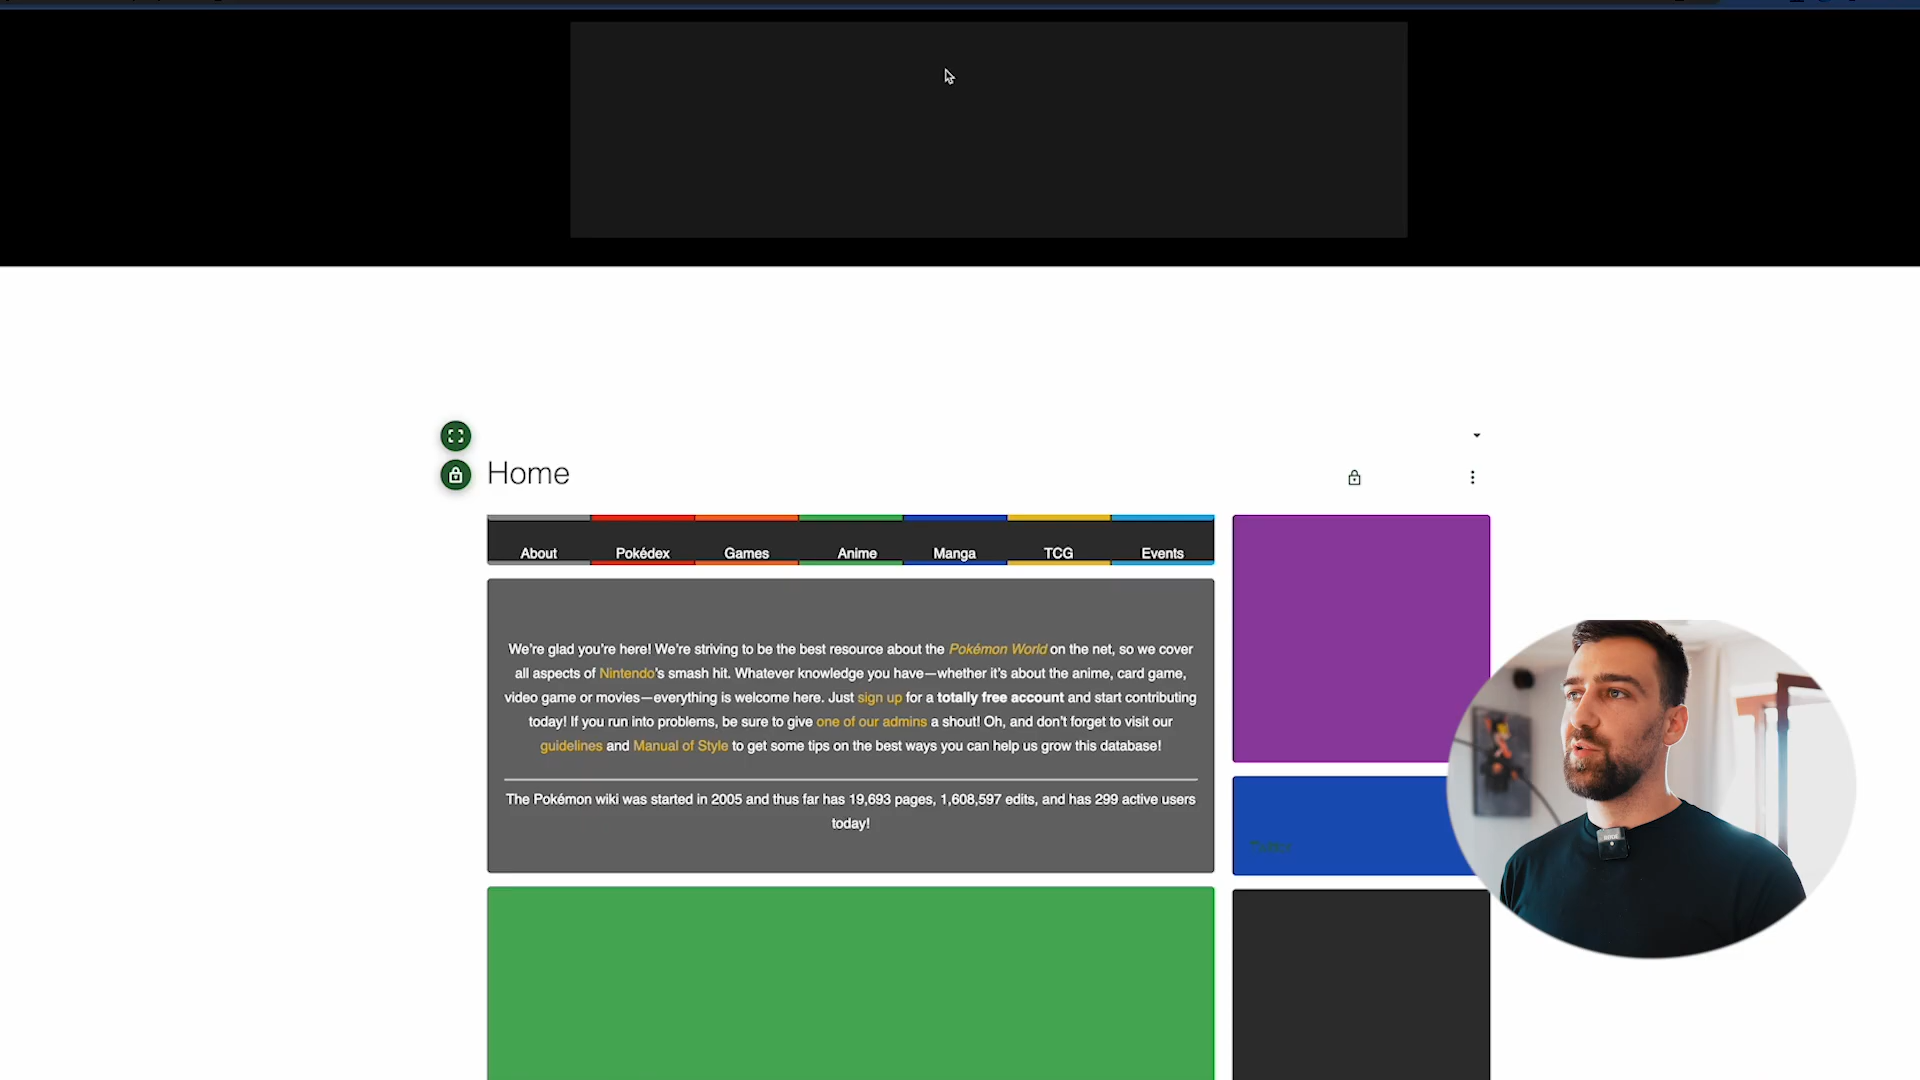 Home
About Pokédex Games Anime Manga TCG Events
We're glad you're here! We're striving to be the best resource about the Pokémon World on the net, so we cover
all aspects of Nintendo's smash hit. Whatever knowledge you have—whether it's about the anime, card game,
video game or movies—everything is welcome here. Just sign up for a totally free account and start contributing
today! If you run into problems, be sure to give one of our admins a shout! Oh, and don't forget to visit our
guidelines and Manual of Style to get some tips on the best ways you can help us grow this database!
The Pokémon wiki was started in 2005 and thus far has 19,693 pages, 1,608,597 edits, and has 299 active users
today!